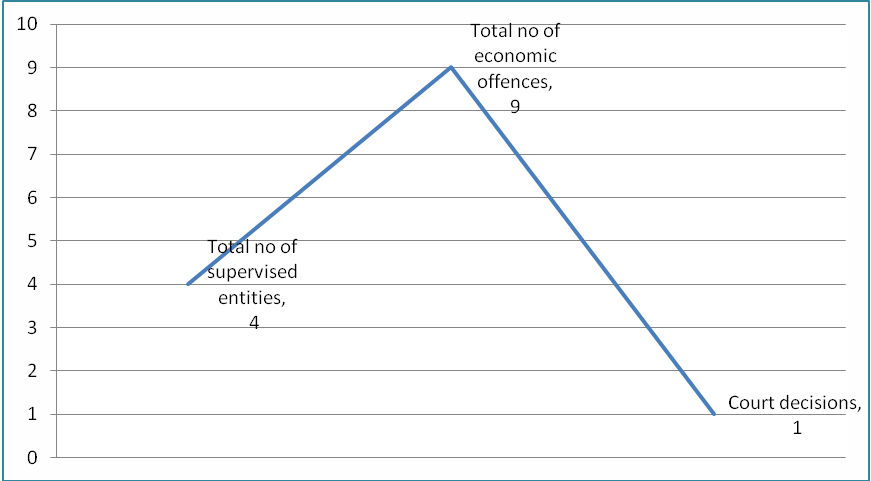 10
9
8
7
6
5
4
3
2
1
0
Total no of
economic
offences,
9
Total no of
supervised
entities,
4
Court decisions,
1